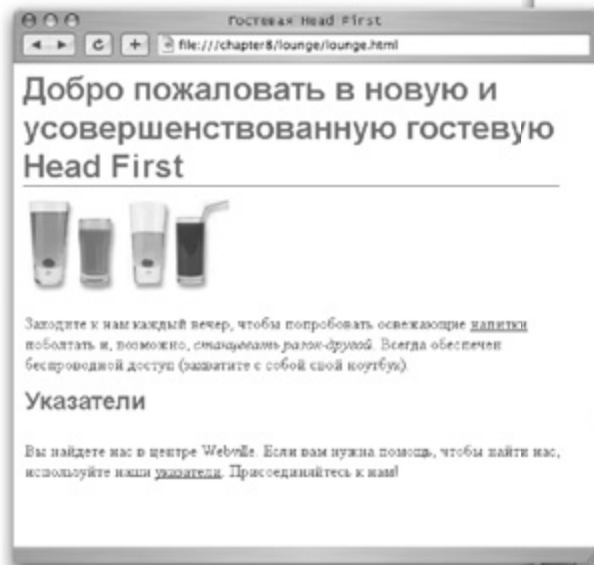 Гостевая Head First
file:///chapter8/lounge/lounge.html
Добро пожаловать в новую и
усовершенствованную гостевую
Head First
Заходите к нам каждый вечер, чтобы попробовать освежающие напитки
поболтать и, возможно, станцевать разок-другой. Всегда обеспечен
беспроводной доступ (захватите с собой свой ноутбук).
Указатели
Вы найдете нас в центре Webville. Если вам нужна помощь, чтобы найти нас,
используйте наши указатели. Присоединяйтесь к нам!